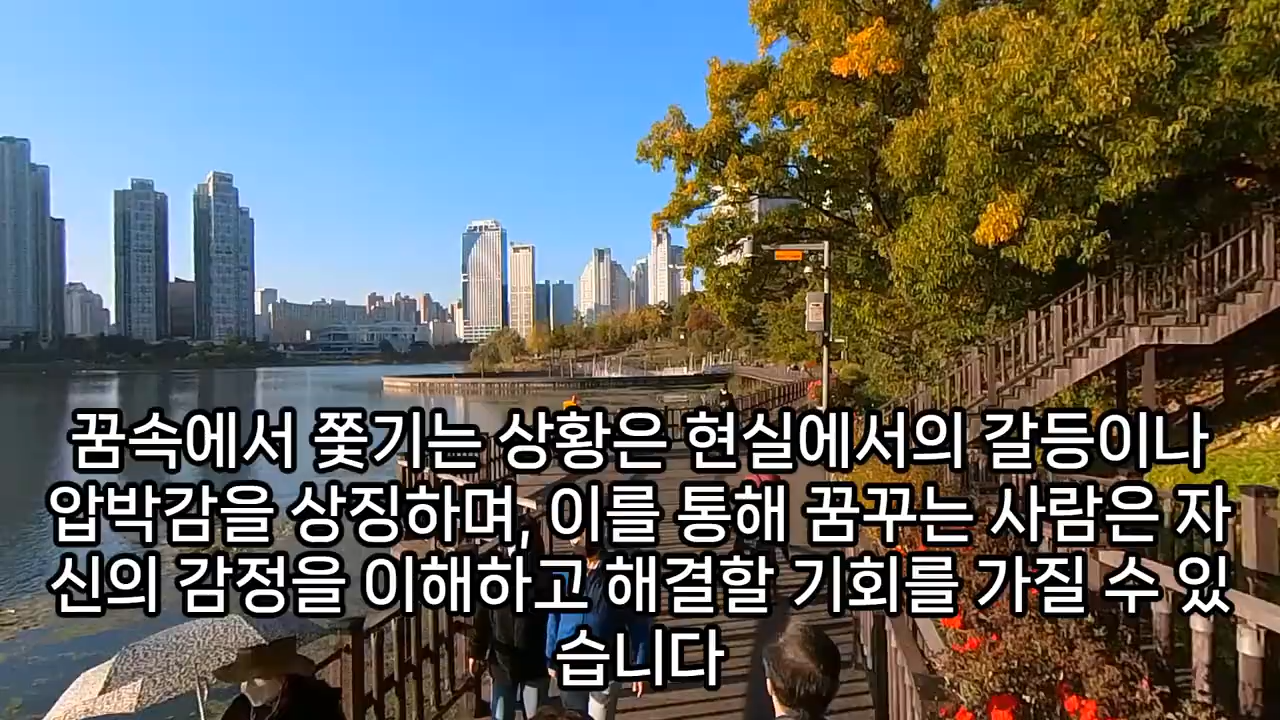 꿈속에서 쫓기는 상황은 현실에서의 갈등이나
압박감을 상징하며, 이를 통해 꿈꾸는 사람은 자
신의 감정을 이해하고 해결할 기회를 가질 수 있
습니다